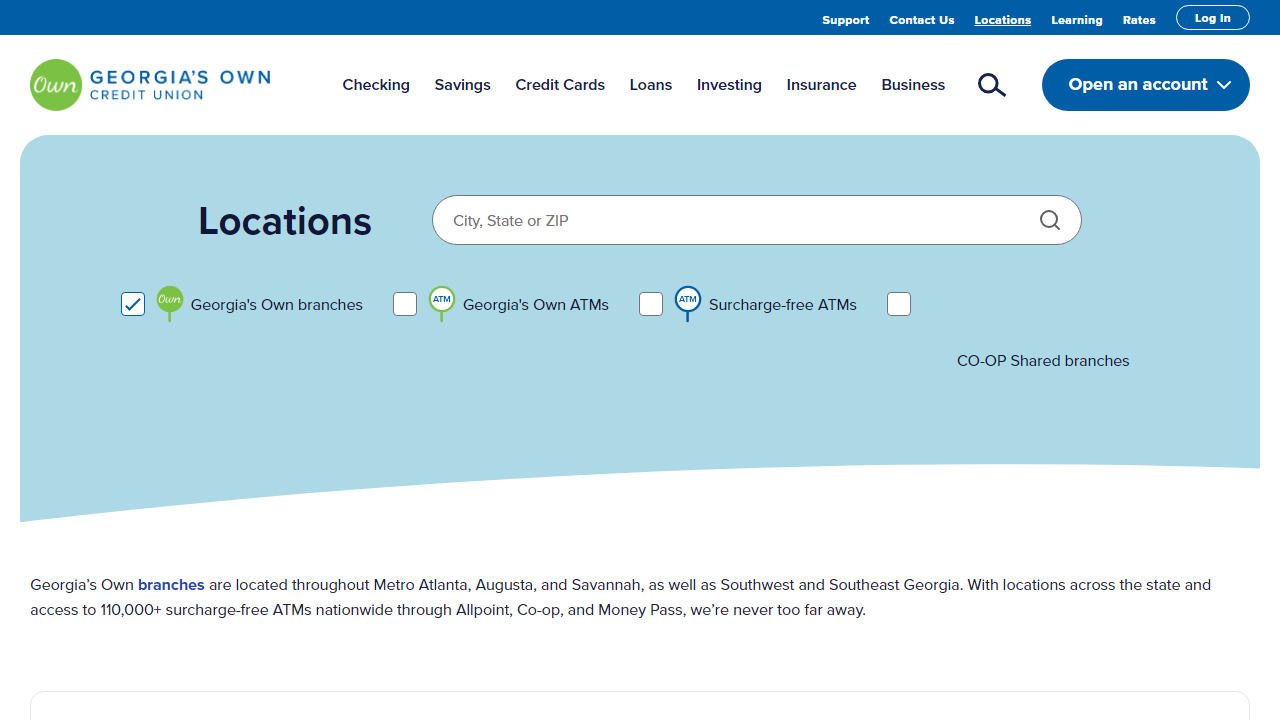 Support Contact Us Locations Learning Rates Log In
Own GEORGIA'S OWN
CREDIT UNION
Checking Savings Credit Cards Loans Investing Insurance Business Open an account
Locations City, State or ZIP
Own Georgia's Own branches ATM Georgia's Own ATMs ATM Surcharge-free ATMs
CO-OP Shared branches
Georgia’s Own branches are located throughout Metro Atlanta, Augusta, and Savannah, as well as Southwest and Southeast Georgia. With locations across the state and
access to 110,000+ surcharge-free ATMs nationwide through Allpoint, Co-op, and Money Pass, we’re never too far away.